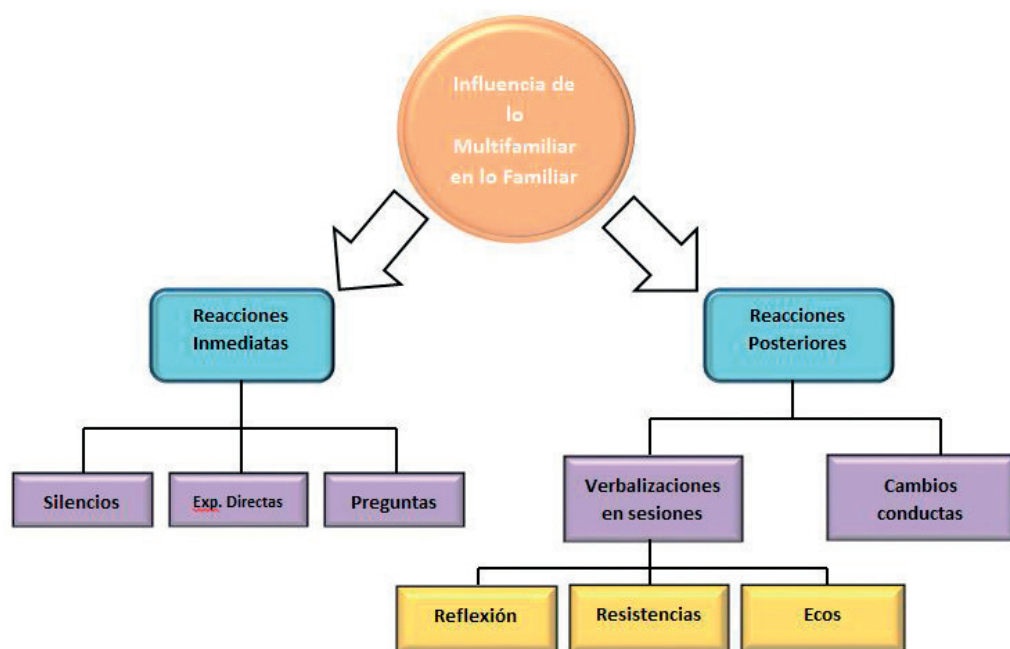 Influencia de
lo
Multifamiliar
en lo Familiar
Reacciones
Inmediatas
Reacciones
Posteriores
Silencios
Exp. Directas
Preguntas
Verbalizaciones
en sesiones
Cambios
conductas
Reflexión
Resistencias
Ecos